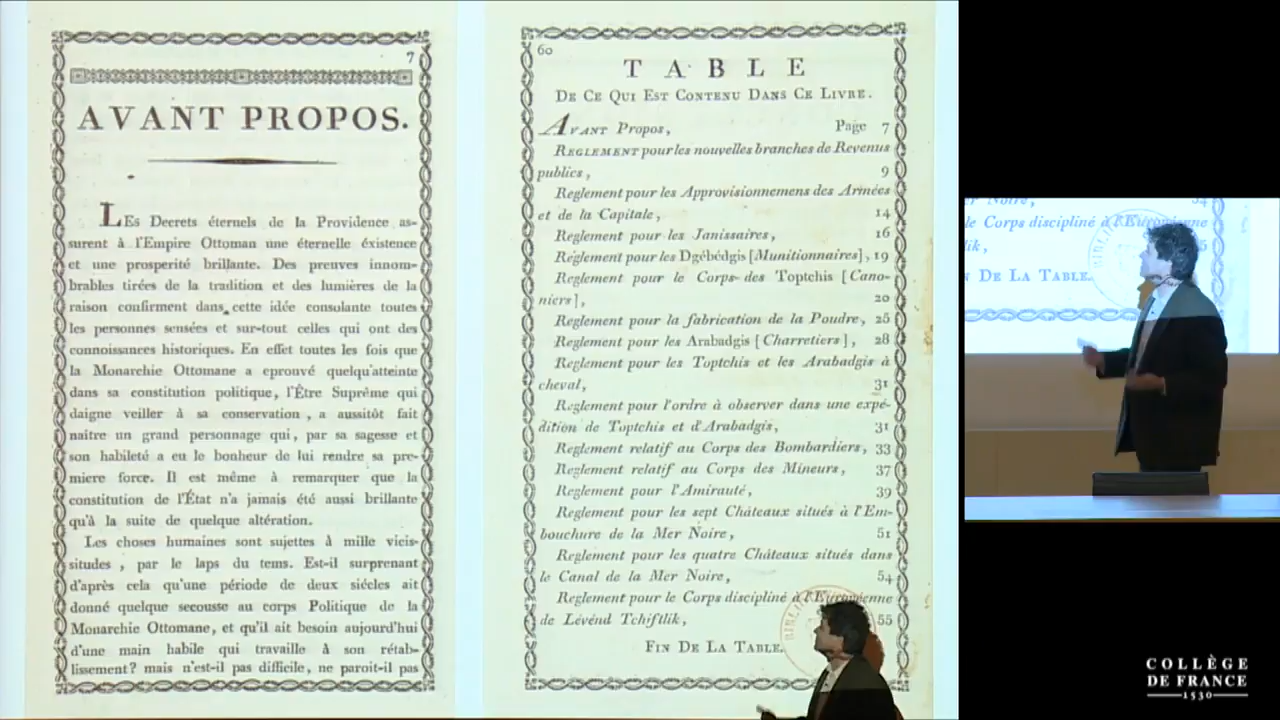 7
AVANT PROPOS.
LEs Decrets éternels de la Providence as-
surent à l'Empire Ottoman une éternelle éxistence
et une prosperité brillante. Des preuves innom-
brables tirées de la tradition et des lumières de la
raison confirment dans cette idée consolante toutes
les personnes sensées et sur-tout celles qui ont des
connoissances historiques. En effet toutes les fois que
la Monarchie Ottomane a eprouvé quelqu'atteinte
dans sa constitution politique, l'Être Suprême qui
daigne veiller à sa conservation, a aussitôt fait
naitre un grand personnage qui, par sa sagesse et
son habileté a eu le bonheur de lui rendre sa pre-
miere force. Il est même à remarquer que la
constitution de l'État n'a jamais été aussi brillante
qu'à la suite de quelque altération.
Les choses humaines sont sujettes à mille vicis-
situdes, par le laps du tems. Est-il surprenant
d'après cela qu'une période de deux siécles ait
donné quelque secousse au corps Politique de la
Monarchie Ottomane, et qu'il ait besoin aujourd'hui
d'une main habile qui travaille à son rétab-
lissement? mais n'est-il pas difficile, ne paroit-il pas
60
TABLE
DE CE QUI EST CONTENU DANS CE LIVRE.
AVANT Propos, Page 7
REGLEMENT pour les nouvelles branches de Revenus
publics, 9
Reglement pour les Approvisionnemens des Armées
et de la Capitale, 14
Reglement pour les Janissaires, 16
Reglement pour les Dgébédgis [Munitionnaires], 19
Reglement pour le Corps des Toptchis [Cano-
niers], 20
Reglement pour la fabrication de la Poudre, 25
Reglement pour les Arabadgis [Charretiers], 28
Reglement pour les Toptchis et les Arabadgis à
cheval, 31
Reglement pour l'ordre à observer dans une expé-
dition de Toptchis et d'Arabadgis, 31
Reglement relatif au Corps des Bombardiers, 33
Reglement relatif au Corps des Mineurs, 37
Reglement pour l'Amirauté, 39
Reglement pour les sept Châteaux situés à l'Em-
bouchure de la Mer Noire, 51
Reglement pour les quatre Châteaux situés dans
le Canal de la Mer Noire, 54
Reglement pour le Corps discipliné à l'Européenne
de Lévénd Tchiftlik, 55
FIN DE LA TABLE.
er Noire, 54
le Corps discipliné à l'Européenne
lik, 5
N DE LA TABLE.
COLLÈGE
DE FRANCE
1530